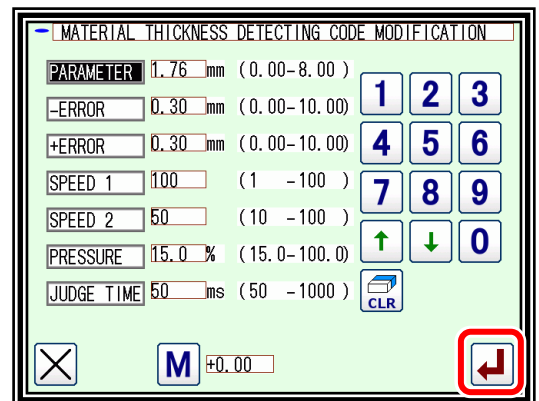 MATERIAL THICKNESS DETECTING CODE MODIFICATION
PARAMETER 1.76 mm (0.00-8.00 )
-ERROR 0.30 mm (0.00-10.00)
+ERROR 0.30 mm (0.00-10.00)
SPEED 1 100 (1 -100 )
SPEED 2 50 (10 -100 )
PRESSURE 15.0 % (15.0-100.0)
JUDGE TIME 50 ms (50 -1000 )
1 2 3
4 5 6
7 8 9
↑ ↓ 0
CLR
M +0.00